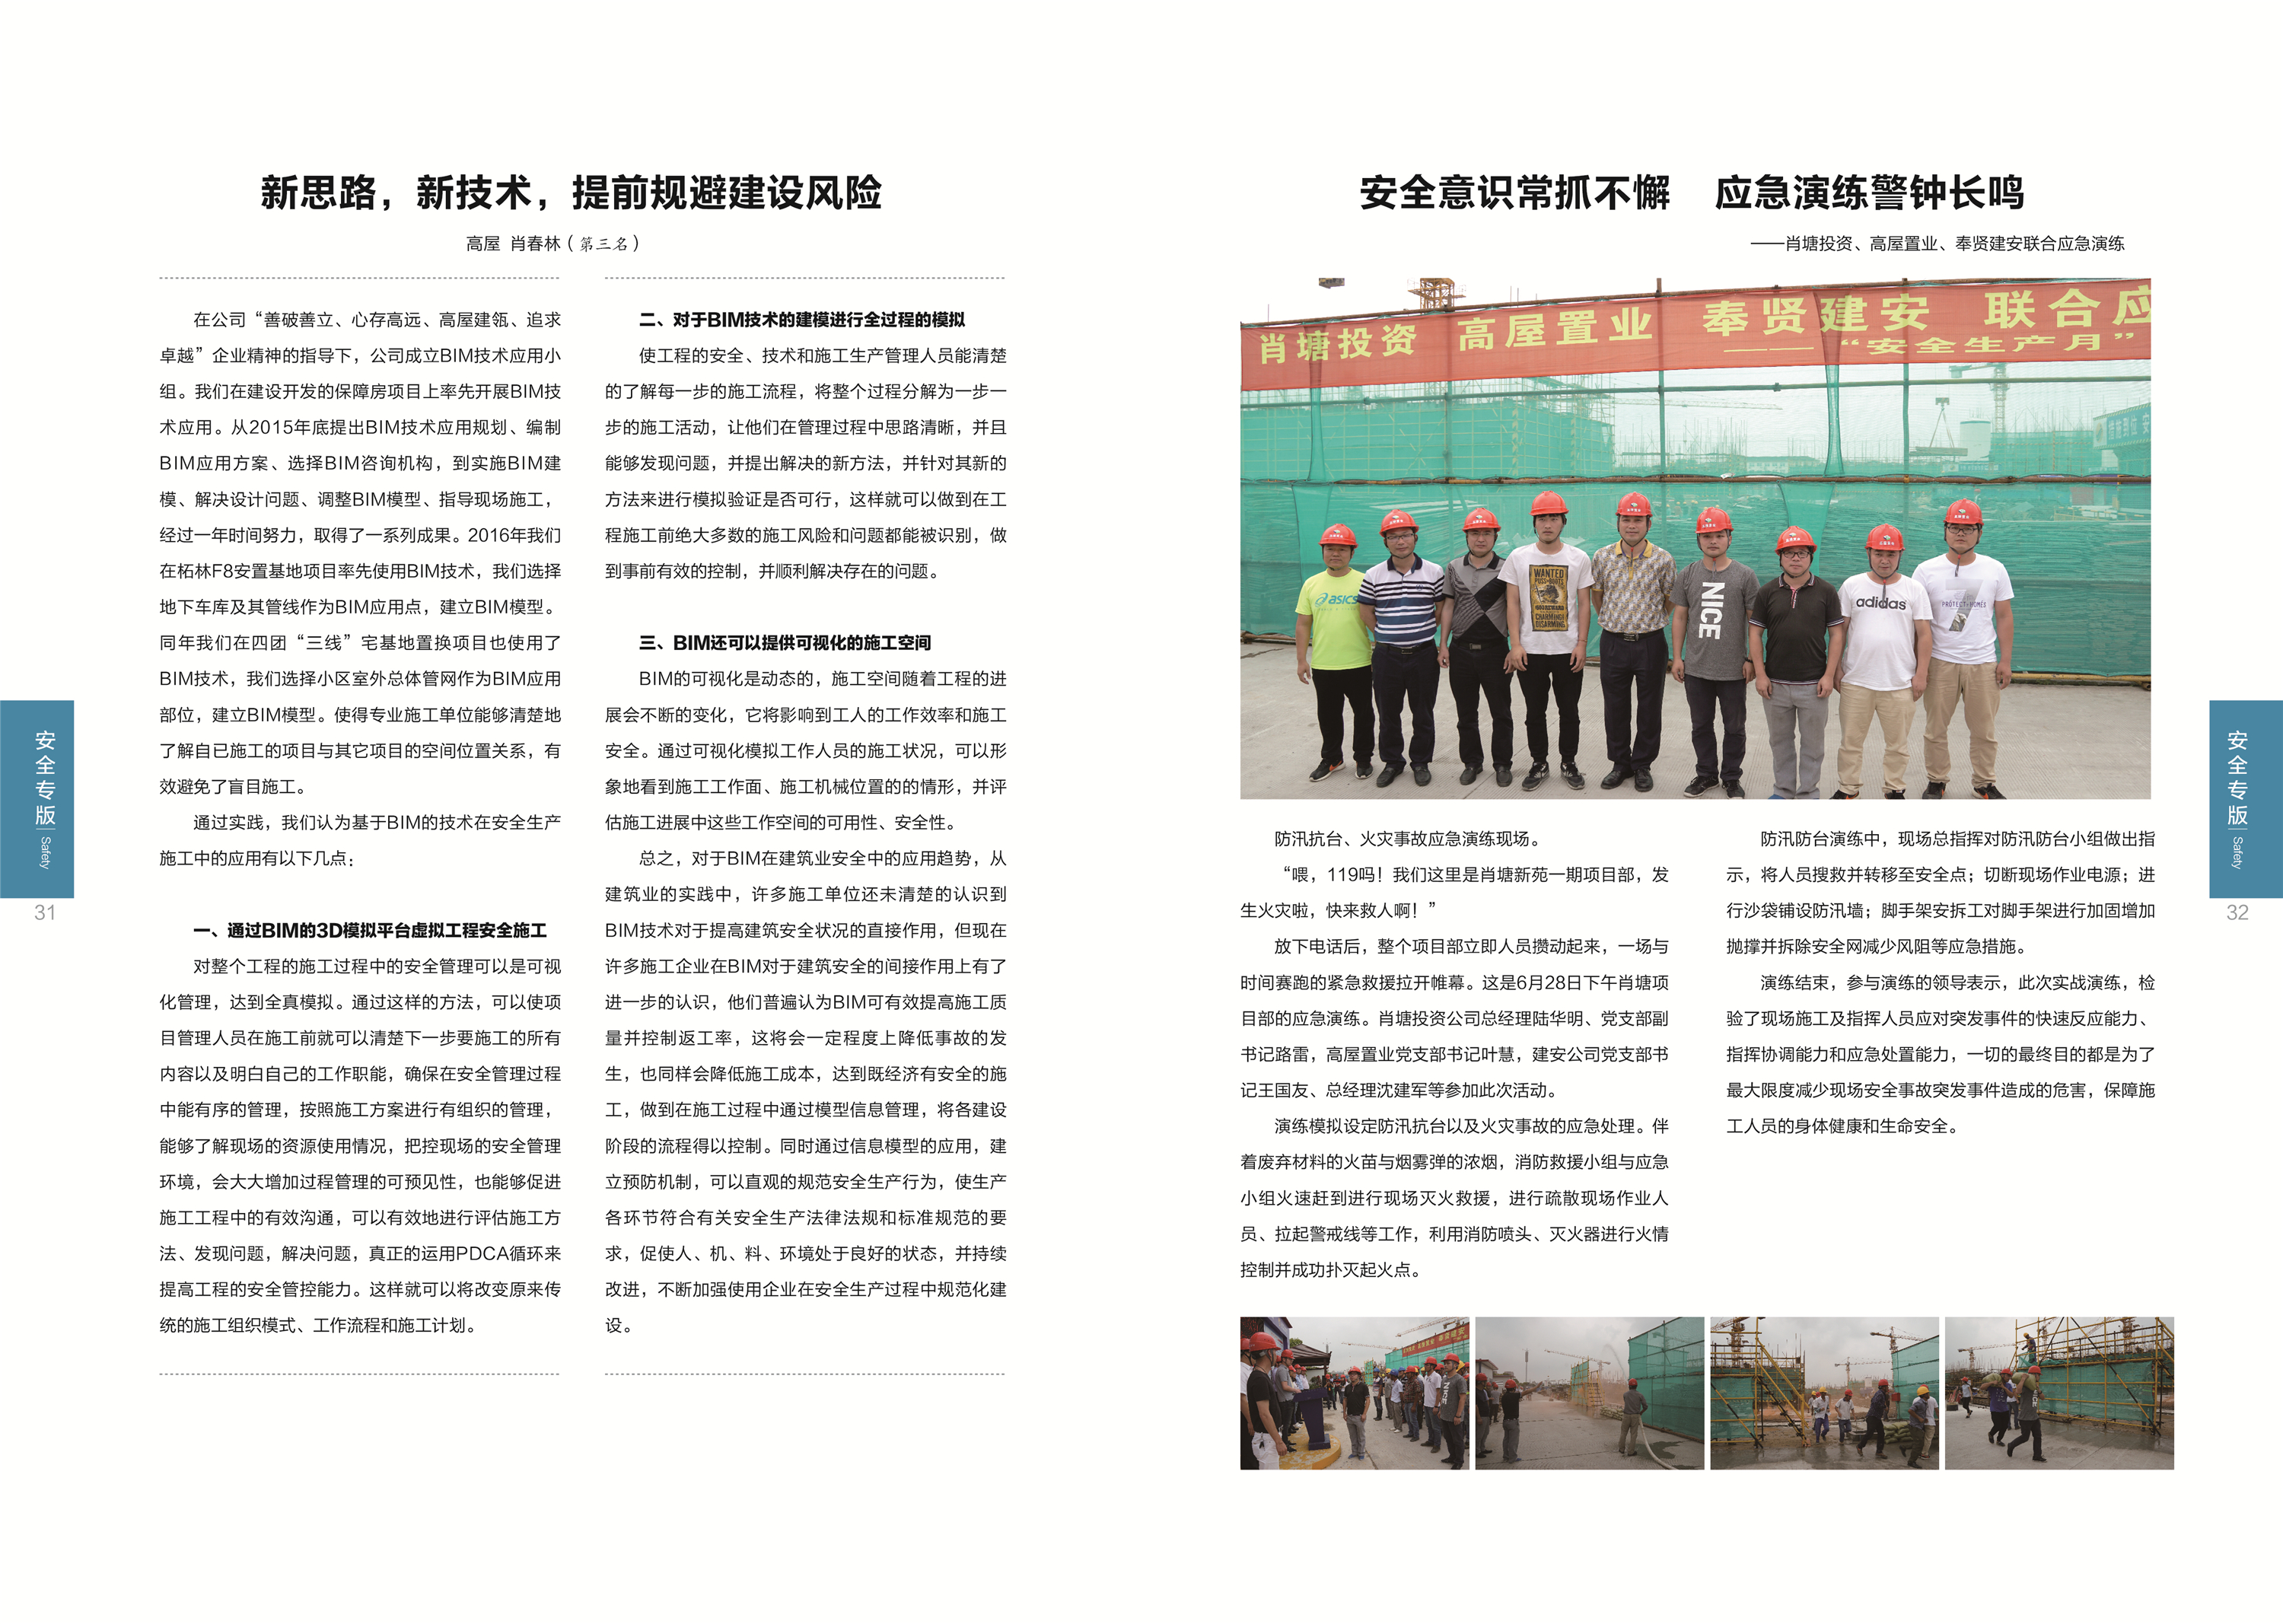 新思路，新技术，提前规避建设风险
高屋 肖春林（第三名）
在公司“善破善立、心存高远、高屋建瓴、追求
卓越”企业精神的指导下，公司成立BIM技术应用小
组。我们在建设开发的保障房项目上率先开展BIM技
术应用。从2015年底提出BIM技术应用规划、编制
BIM应用方案、选择BIM咨询机构，到实施BIM建
模、解决设计问题、调整BIM模型、指导现场施工，
经过一年时间努力，取得了一系列成果。2016年我们
在柘林F8安置基地项目率先使用BIM技术，我们选择
地下车库及其管线作为BIM应用点，建立BIM模型。
同年我们在四团“三线”宅基地置换项目也使用了
BIM技术，我们选择小区室外总体管网作为BIM应用
部位，建立BIM模型。使得专业施工单位能够清楚地
了解自已施工的项目与其它项目的空间位置关系，有
效避免了盲目施工。
通过实践，我们认为基于BIM的技术在安全生产
施工中的应用有以下几点：
一、通过BIM的3D模拟平台虚拟工程安全施工
对整个工程的施工过程中的安全管理可以是可视
化管理，达到全真模拟。通过这样的方法，可以使项
目管理人员在施工前就可以清楚下一步要施工的所有
内容以及明白自己的工作职能，确保在安全管理过程
中能有序的管理，按照施工方案进行有组织的管理，
能够了解现场的资源使用情况，把控现场的安全管理
环境，会大大增加过程管理的可预见性，也能够促进
施工工程中的有效沟通，可以有效地进行评估施工方
法、发现问题，解决问题，真正的运用PDCA循环来
提高工程的安全管控能力。这样就可以将改变原来传
统的施工组织模式、工作流程和施工计划。
二、对于BIM技术的建模进行全过程的模拟
使工程的安全、技术和施工生产管理人员能清楚
的了解每一步的施工流程，将整个过程分解为一步一
步的施工活动，让他们在管理过程中思路清晰，并且
能够发现问题，并提出解决的新方法，并针对其新的
方法来进行模拟验证是否可行，这样就可以做到在工
程施工前绝大多数的施工风险和问题都能被识别，做
到事前有效的控制，并顺利解决存在的问题。
三、BIM还可以提供可视化的施工空间
BIM的可视化是动态的，施工空间随着工程的进
展会不断的变化，它将影响到工人的工作效率和施工
安全。通过可视化模拟工作人员的施工状况，可以形
象地看到施工工作面、施工机械位置的的情形，并评
估施工进展中这些工作空间的可用性、安全性。
总之，对于BIM在建筑业安全中的应用趋势，从
建筑业的实践中，许多施工单位还未清楚的认识到
BIM技术对于提高建筑安全状况的直接作用，但现在
许多施工企业在BIM对于建筑安全的间接作用上有了
进一步的认识，他们普遍认为BIM可有效提高施工质
量并控制返工率，这将会一定程度上降低事故的发
生，也同样会降低施工成本，达到既经济有安全的施
工，做到在施工过程中通过模型信息管理，将各建设
阶段的流程得以控制。同时通过信息模型的应用，建
立预防机制，可以直观的规范安全生产行为，使生产
各环节符合有关安全生产法律法规和标准规范的要
求，促使人、机、料、环境处于良好的状态，并持续
改进，不断加强使用企业在安全生产过程中规范化建
设。
安全专版 Safety
31
安全意识常抓不懈 应急演练警钟长鸣
——肖塘投资、高屋置业、奉贤建安联合应急演练
肖塘投资 高屋置业 奉贤建安 联合应
——“安全生产月”
asics
WANTED
NICE
adidas
PROTECT-HOMES
防汛抗台、火灾事故应急演练现场。
“喂，119吗！我们这里是肖塘新苑一期项目部，发
生火灾啦，快来救人啊！”
放下电话后，整个项目部立即人员攒动起来，一场与
时间赛跑的紧急救援拉开帷幕。这是6月28日下午肖塘项
目部的应急演练。肖塘投资公司总经理陆华明、党支部副
书记路雷，高屋置业党支部书记叶慧，建安公司党支部书
记王国友、总经理沈建军等参加此次活动。
演练模拟设定防汛抗台以及火灾事故的应急处理。伴
着废弃材料的火苗与烟雾弹的浓烟，消防救援小组与应急
小组火速赶到进行现场灭火救援，进行疏散现场作业人
员、拉起警戒线等工作，利用消防喷头、灭火器进行火情
控制并成功扑灭起火点。
防汛防台演练中，现场总指挥对防汛防台小组做出指
示，将人员搜救并转移至安全点；切断现场作业电源；进
行沙袋铺设防汛墙；脚手架安拆工对脚手架进行加固增加
抛撑并拆除安全网减少风阻等应急措施。
演练结束，参与演练的领导表示，此次实战演练，检
验了现场施工及指挥人员应对突发事件的快速反应能力、
指挥协调能力和应急处置能力，一切的最终目的都是为了
最大限度减少现场安全事故突发事件造成的危害，保障施
工人员的身体健康和生命安全。
安全专版 Safety
32